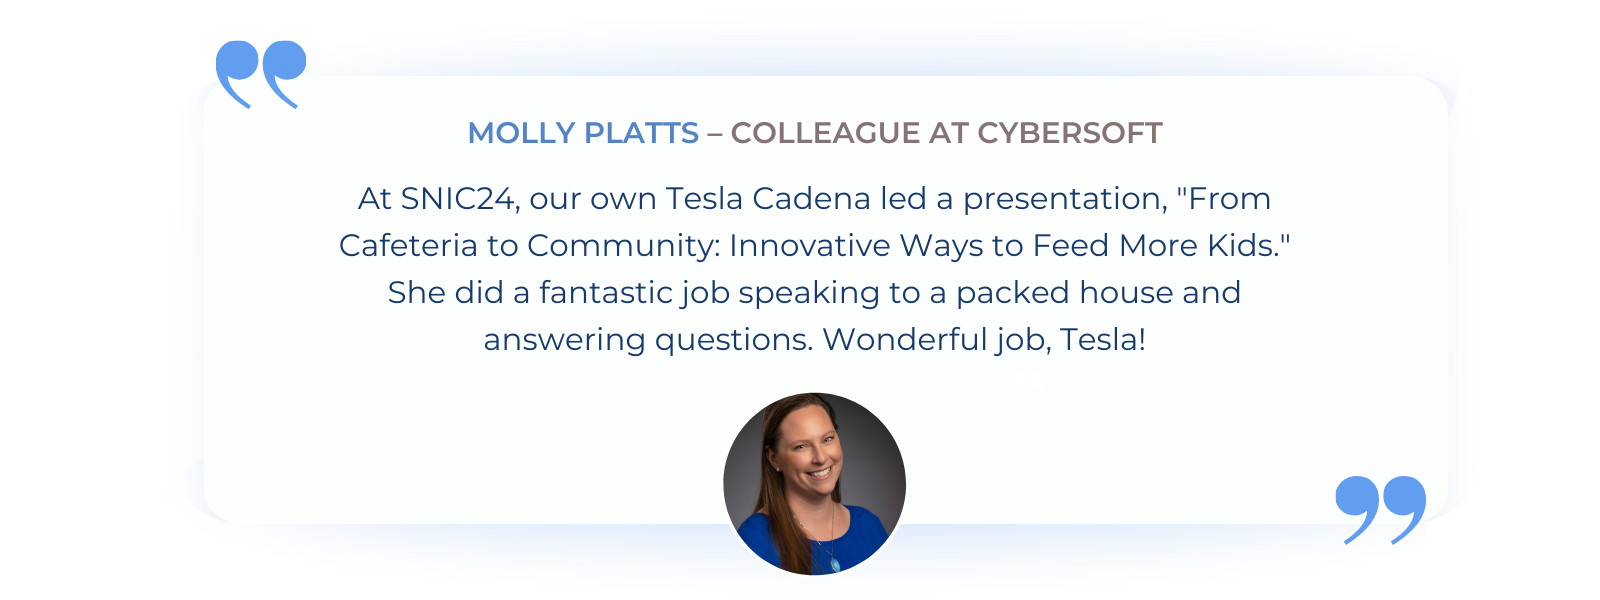 MOLLY PLATTS – COLLEAGUE AT CYBERSOFT
At SNIC24, our own Tesla Cadena led a presentation, "From
Cafeteria to Community: Innovative Ways to Feed More Kids."
She did a fantastic job speaking to a packed house and
answering questions. Wonderful job, Tesla!